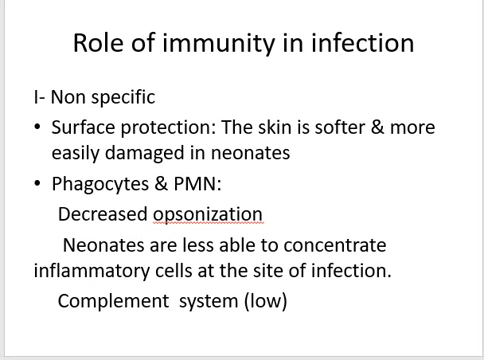 Role of immunity in infection
I- Non specific
• Surface protection: The skin is softer & more
easily damaged in neonates
• Phagocytes & PMN:
Decreased opsonization
Neonates are less able to concentrate
inflammatory cells at the site of infection.
Complement system (low)